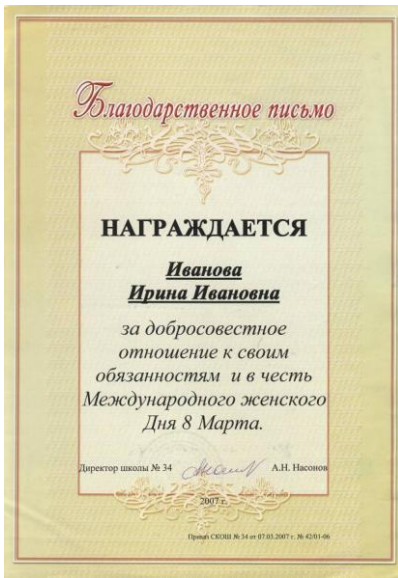 Благодарственное письмо
НАГРАЖДАЕТСЯ
Иванова
Ирина Ивановна
за добросовестное
отношение к своим
обязанностям и в честь
Международного женского
Дня 8 Марта.
Директор школы № 34 А.Н. Насонов
2007 г.
Приказ СКОШ № 34 от 07.03.2007 г. № 42/01-06